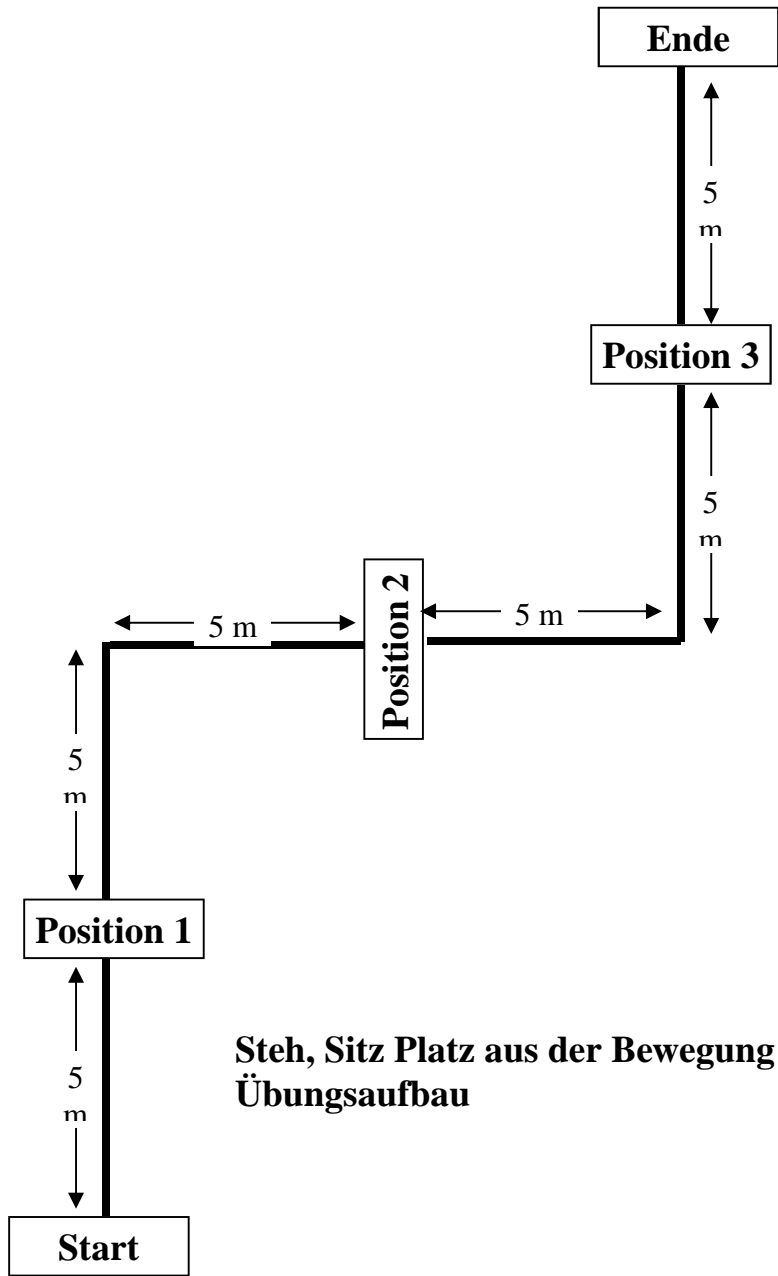 Ende
5
m
Position 3
5
m
5 m
Position 2
5 m
5
m
Position 1
Steh, Sitz Platz aus der Bewegung
Übungsaufbau
5
m
Start